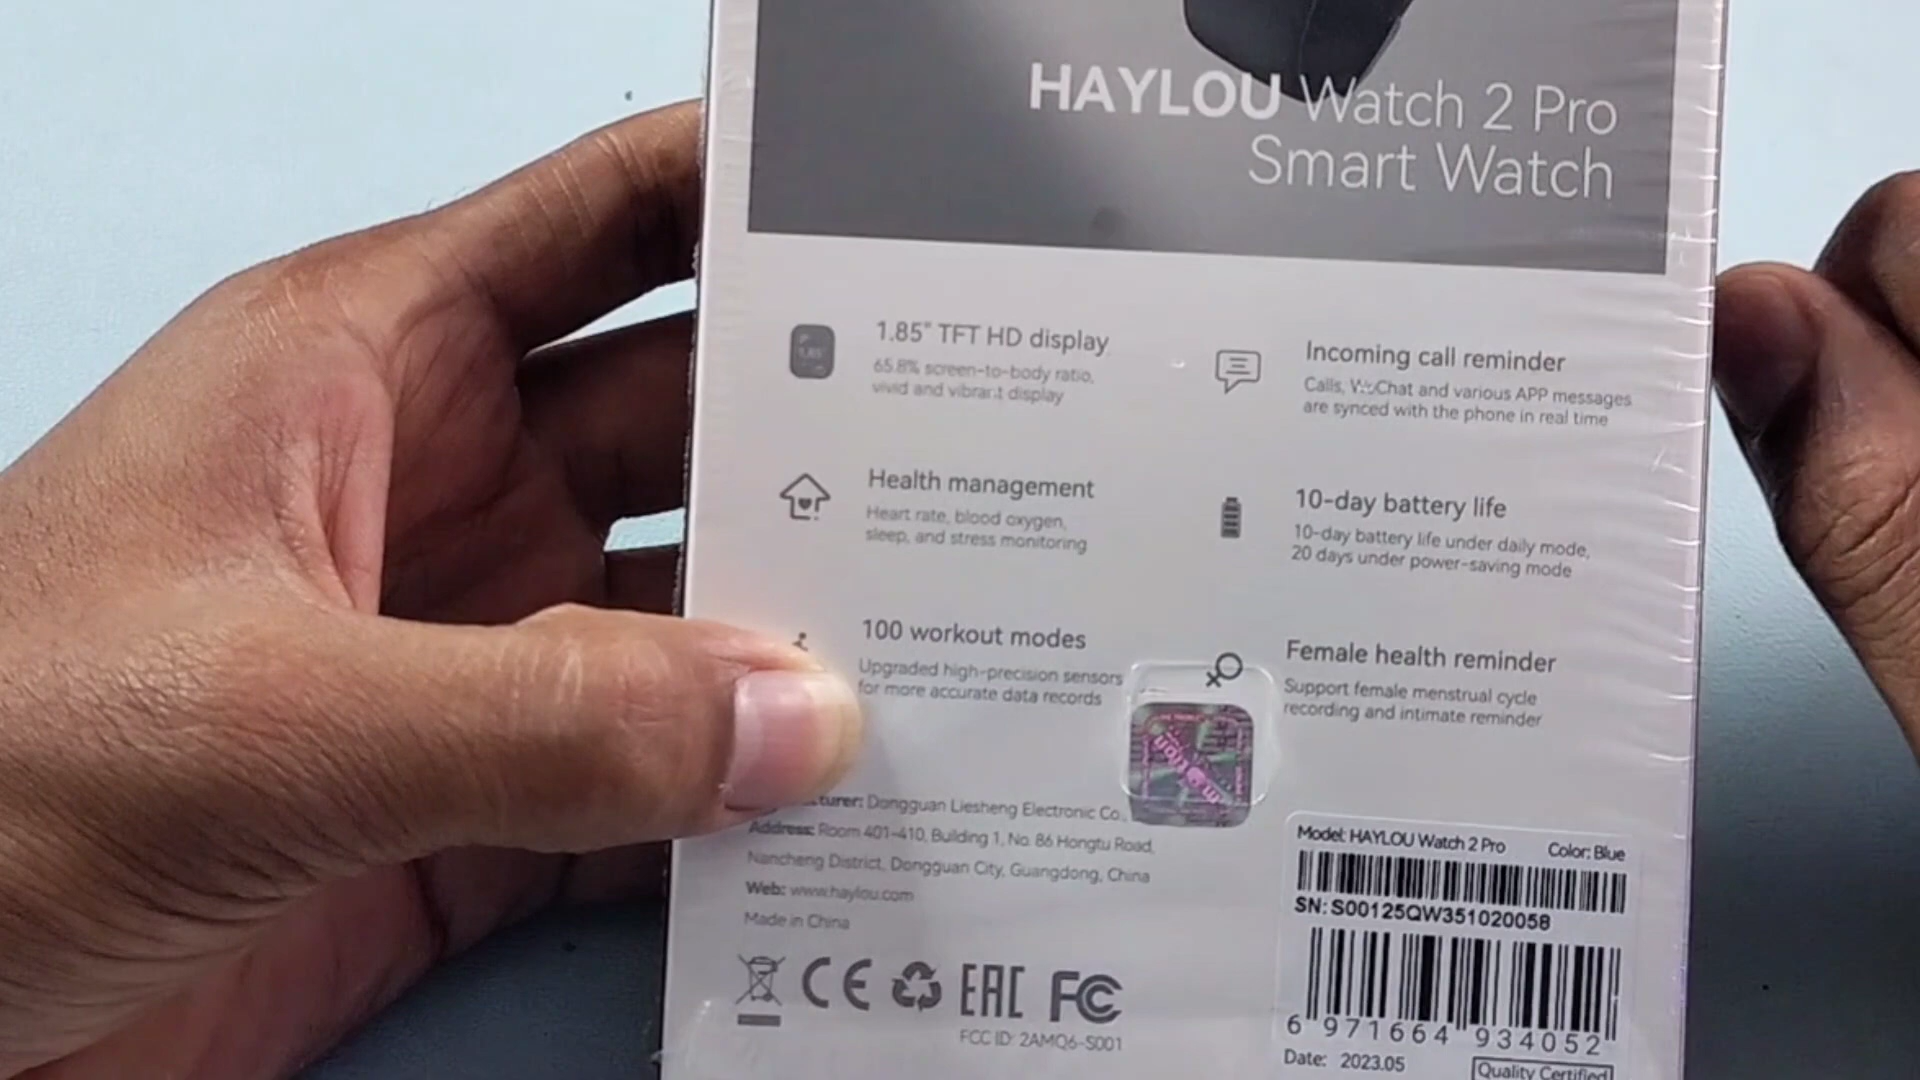 HAYLOU Watch 2 Pro
Smart Watch
1.85" TFT HD display
65.8% screen-to-body ratio,
vivid and vibrant display
Incoming call reminder
Calls, WeChat and various APP messages
are synced with the phone in real time
Health management
Heart rate, blood oxygen,
sleep, and stress monitoring
10-day battery life
10-day battery life under daily mode,
20 days under power-saving mode
100 workout modes
Upgraded high-precision sensors
for more accurate data records
Female health reminder
Support female menstrual cycle
recording and intimate reminder
Dongguan Liesheng Electronic Co.,
Address: Room 401-410, Building 1, No. 86 Hongtu Road,
Nancheng District, Dongguan City, Guangdong, China
Web: www.haylou.com
Made in China
CE EAC FC
FCC ID: 2AMQ6-S001
Model: HAYLOU Watch 2 Pro Color: Blue
SN: S00125QW351020058
6 971664 934052
Date: 2023.05 Quality Certified